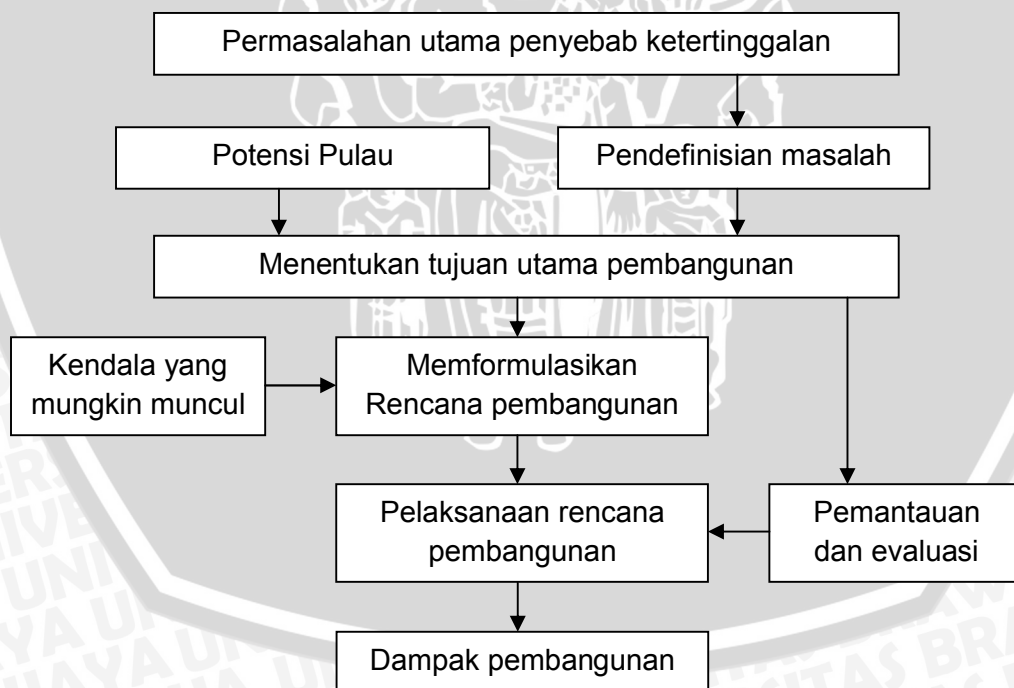 Permasalahan utama penyebab ketertinggalan
Potensi Pulau
Pendefinisian masalah
Menentukan tujuan utama pembangunan
Kendala yang
mungkin muncul
Memformulasikan
Rencana pembangunan
Pelaksanaan rencana
pembangunan
Pemantauan
dan evaluasi
Dampak pembangunan